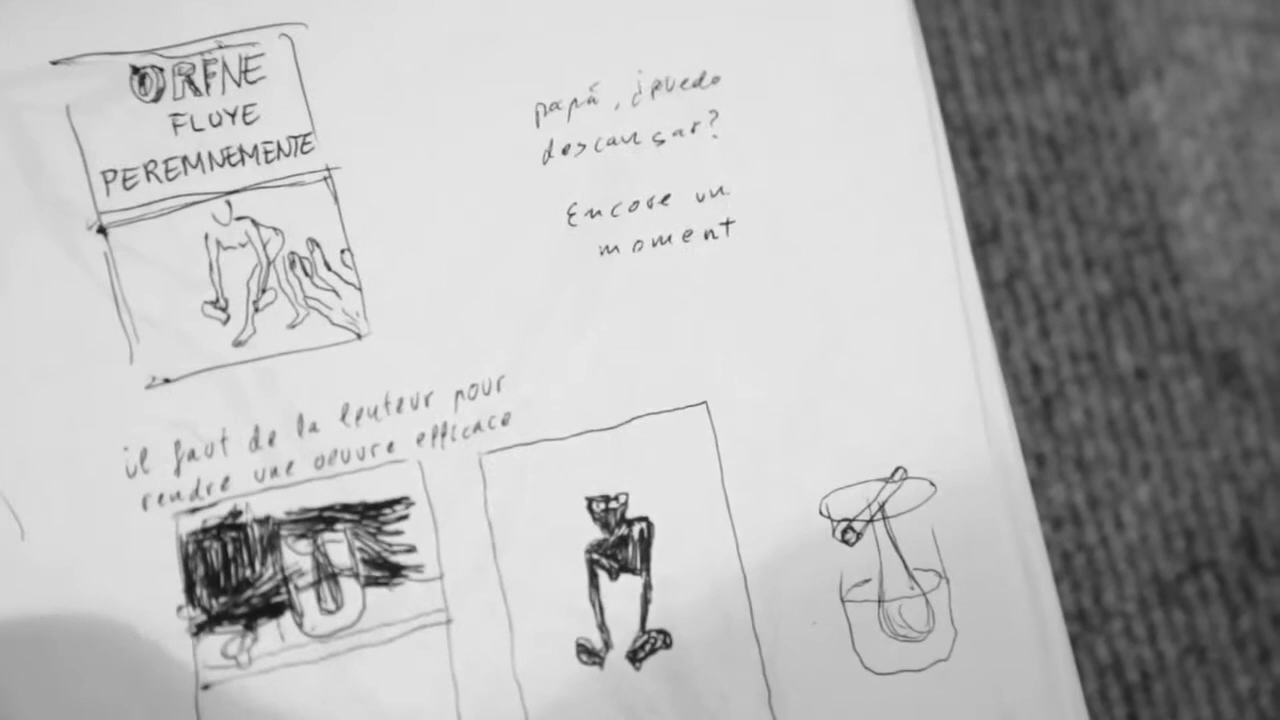 ORFNE
FLUYE
PEREMNEMENTE
papá, ¿puedo
descansar?
Encore un
moment
il faut de la lenteur pour
rendre une oeuvre efficace